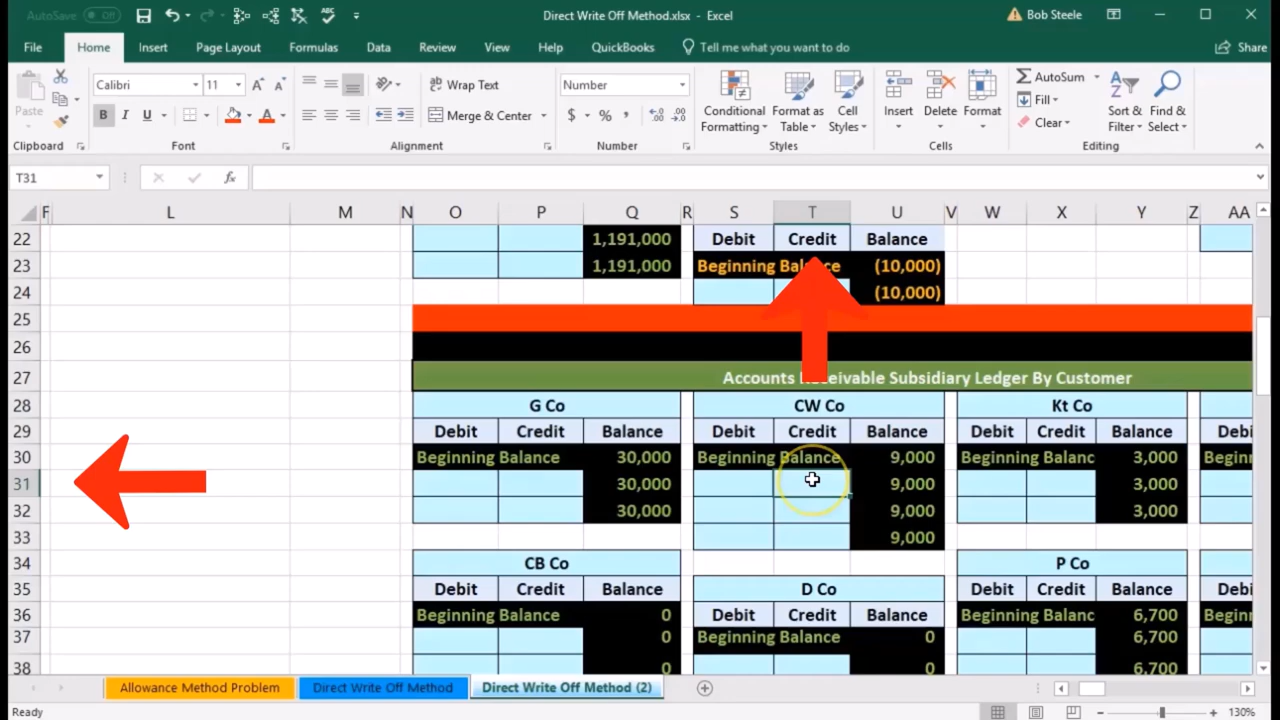 AutoSave Off Direct Write Off Method.xlsx - Excel Bob Steele
File Home Insert Page Layout Formulas Data Review View Help QuickBooks Tell me what you want to do Share
Paste Calibri 11 Wrap Text Number Conditional Formatting Format as Table Cell Styles Insert Delete Format AutoSum Sort & Filter Find & Select
B I U Merge & Center $ % Fill Clear
Clipboard Font Alignment Number Styles Cells Editing
T31 fx
F L M N O P Q R S T U V W X Y Z AA
22 1,191,000 Debit Credit Balance
23 1,191,000 Beginning Balance (10,000)
24 (10,000)
25
26
27 Accounts Receivable Subsidiary Ledger By Customer
28 G Co CW Co Kt Co
29 Debit Credit Balance Debit Credit Balance Debit Credit Balance Debi
30 Beginning Balance 30,000 Beginning Balance 9,000 Beginning Balance 3,000 Beginn
31 30,000 9,000 3,000
32 30,000 9,000 3,000
33 9,000
34 CB Co P Co
35 Debit Credit Balance D Co Debit Credit Balance Debi
36 Beginning Balance 0 Debit Credit Balance Beginning Balanc 6,700 Beginn
37 0 Beginning Balance 0 6,700
38 0 0 6,700
Allowance Method Problem Direct Write Off Method Direct Write Off Method (2)
Ready 130%